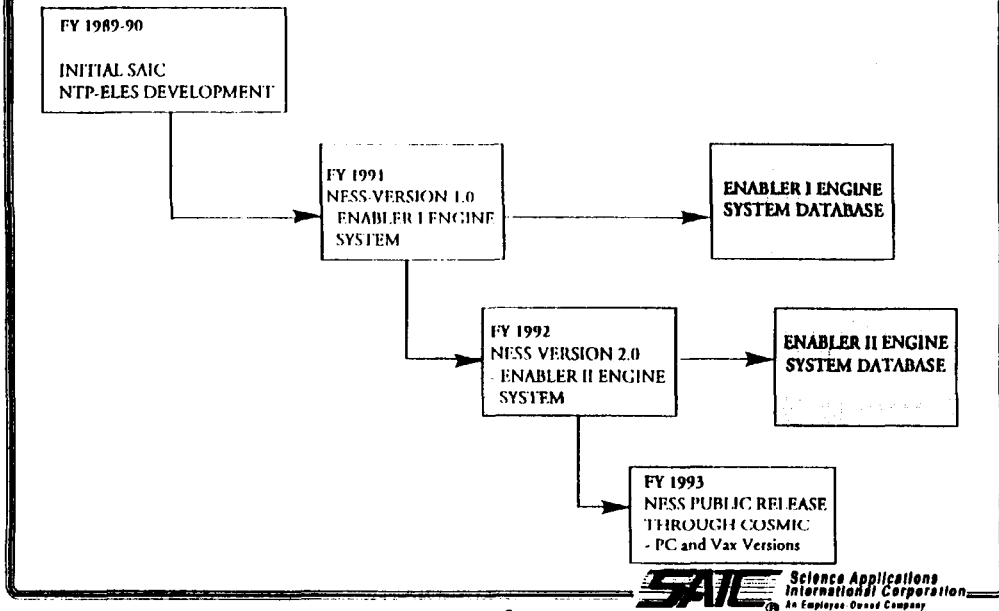 FY 1989-90
INITIAL SAIC
NTP-ELES DEVELOPMENT
FY 1991
NESS-VERSION 1.0
ENABLER I ENGINE
SYSTEM
ENABLER I ENGINE
SYSTEM DATABASE
FY 1992
NESS VERSION 2.0
- ENABLER II ENGINE
SYSTEM
ENABLER II ENGINE
SYSTEM DATABASE
FY 1993
NESS PUBLIC RELEASE
THROUGH COSMIC
- PC and Vax Versions
SAIC ®
Science Applications
International Corporation
An Employee-Owned Company